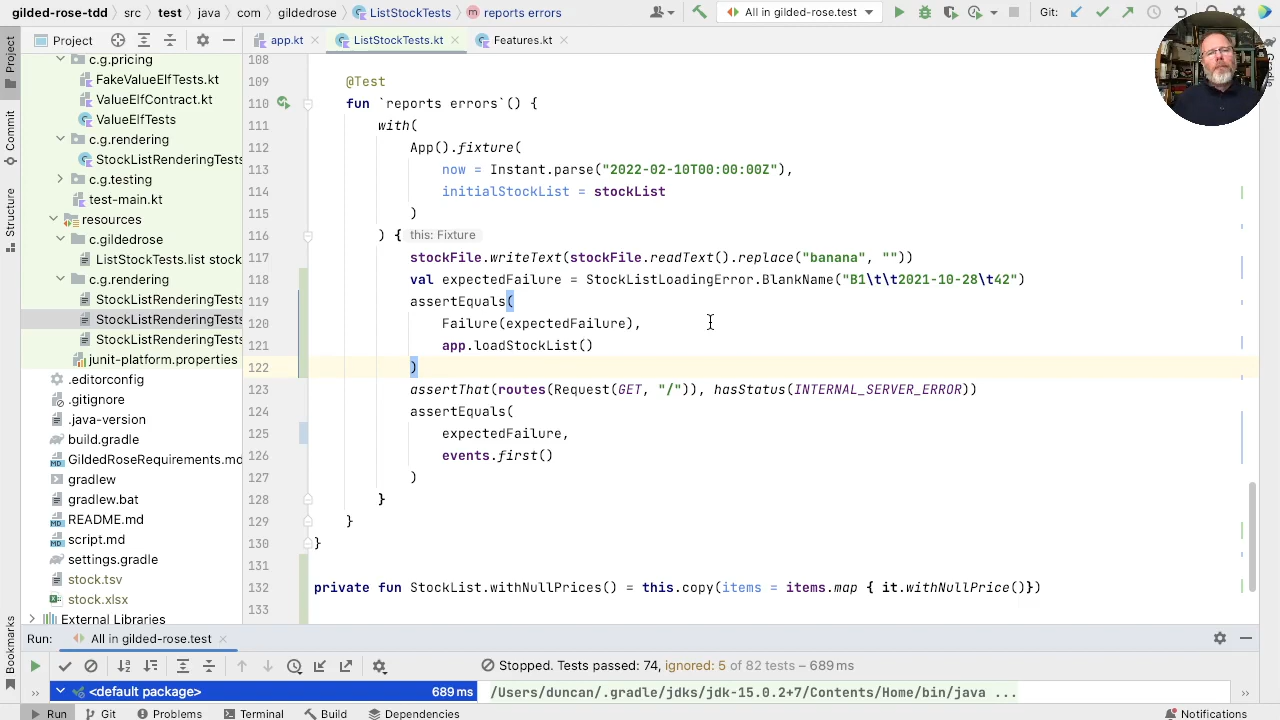 gilded-rose-tdd > src > test > java > com > gildedrose > ListStockTests > reports errors
All in gilded-rose.test
Git:
Project
app.kt
ListStockTests.kt
Features.kt
c.g.pricing
FakeValueElfTests.kt
ValueElfContract.kt
ValueElfTests
c.g.rendering
StockListRenderingTests
c.g.testing
test-main.kt
resources
c.gildedrose
ListStockTests.list stock
c.g.rendering
StockListRenderingTests
StockListRenderingTests
StockListRenderingTests
junit-platform.properties
.editorconfig
.gitignore
.java-version
build.gradle
GildedRoseRequirements.md
gradlew
gradlew.bat
README.md
script.md
settings.gradle
stock.tsv
stock.xlsx
External Libraries
108
109 @Test
110 fun `reports errors`() {
111 with(
112 App().fixture(
113 now = Instant.parse("2022-02-10T00:00:00Z"),
114 initialStockList = stockList
115 )
116 ) { this: Fixture
117 stockFile.writeText(stockFile.readText().replace("banana", ""))
118 val expectedFailure = StockListLoadingError.BlankName("B1\t\t2021-10-28\t42")
119 assertEquals(
120 Failure(expectedFailure),
121 app.loadStockList()
122 )
123 assertThat(routes(Request(GET, "/")), hasStatus(INTERNAL_SERVER_ERROR))
124 assertEquals(
125 expectedFailure,
126 events.first()
127 )
128 }
129 }
130 }
131
132 private fun StockList.withNullPrices() = this.copy(items = items.map { it.withNullPrice()})
133
Project
Commit
Structure
Bookmarks
Gradle
Run: All in gilded-rose.test
Stopped. Tests passed: 74, ignored: 5 of 82 tests – 689 ms
<default package> 689 ms
/Users/duncan/.gradle/jdks/jdk-15.0.2+7/Contents/Home/bin/java ...
Run
Git
Problems
Terminal
Build
Dependencies
Notifications